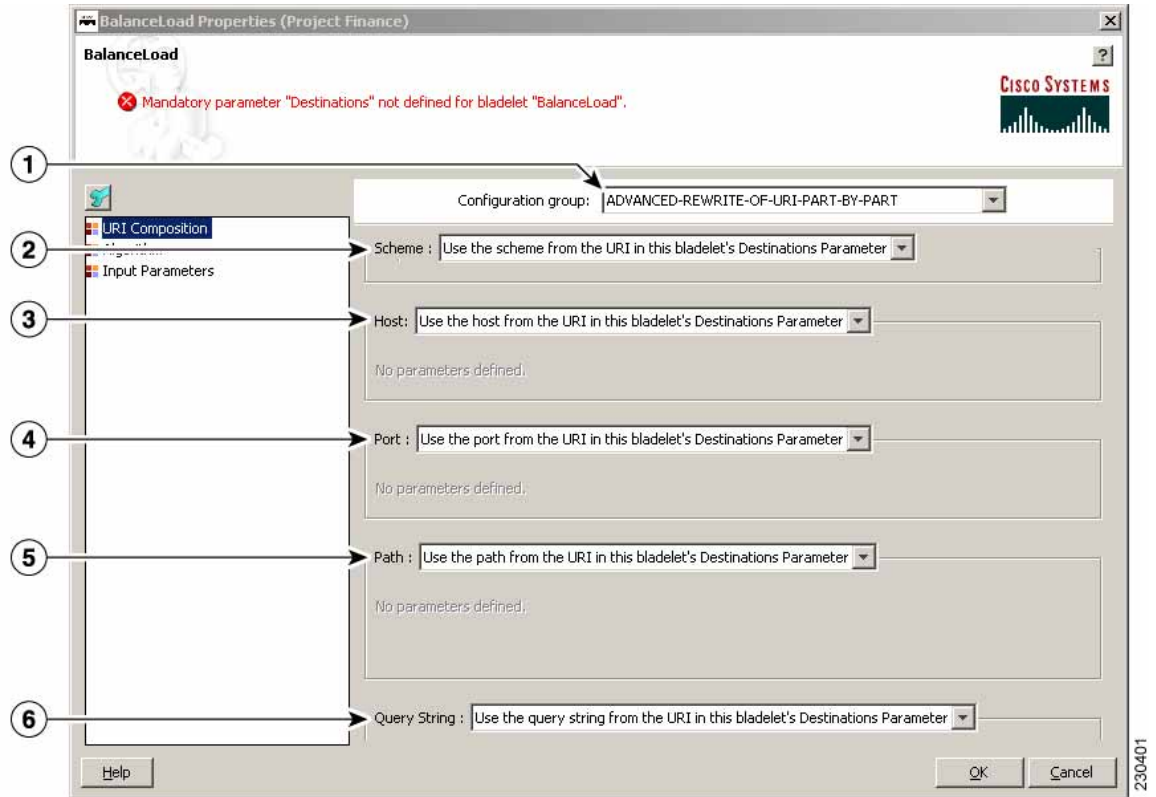 BalanceLoad Properties (Project Finance)
BalanceLoad
?
Mandatory parameter "Destinations" not defined for bladelet "BalanceLoad".
CISCO SYSTEMS
1
Configuration group: ADVANCED-REWRITE-OF-URI-PART-BY-PART
URI Composition
2
Scheme : Use the scheme from the URI in this bladelet's Destinations Parameter
Input Parameters
3
Host: Use the host from the URI in this bladelet's Destinations Parameter
No parameters defined.
4
Port : Use the port from the URI in this bladelet's Destinations Parameter
No parameters defined.
5
Path : Use the path from the URI in this bladelet's Destinations Parameter
No parameters defined.
6
Query String : Use the query string from the URI in this bladelet's Destinations Parameter
Help
OK
Cancel
230401